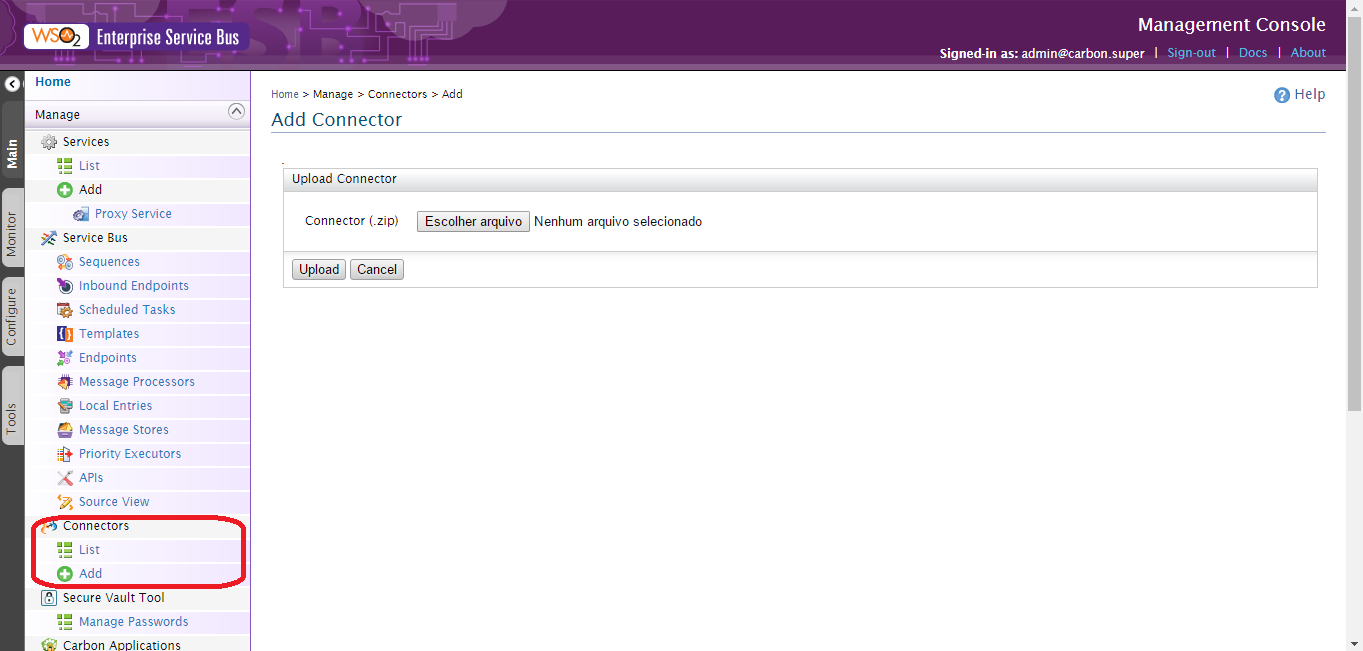 WSO2 Enterprise Service Bus
Management Console
Signed-in as: admin@carbon.super | Sign-out | Docs | About
Home
Manage
Main
Monitor
Configure
Tools
Services
List
Add
Proxy Service
Service Bus
Sequences
Inbound Endpoints
Scheduled Tasks
Templates
Endpoints
Message Processors
Local Entries
Message Stores
Priority Executors
APIs
Source View
Connectors
List
Add
Secure Vault Tool
Manage Passwords
Carbon Applications
Home > Manage > Connectors > Add
Help
Add Connector
.
Upload Connector
Connector (.zip) Escolher arquivo Nenhum arquivo selecionado
Upload Cancel